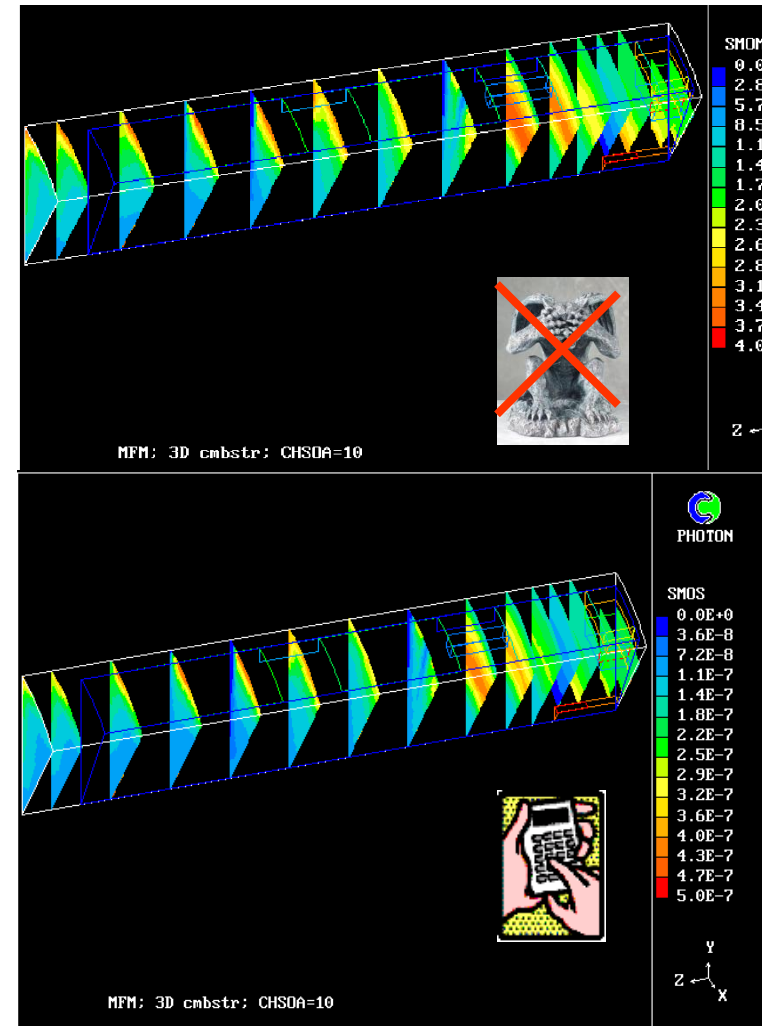 SMOM
0.0
2.8
5.7
8.5
1.1
1.4
1.7
2.0
2.3
2.6
2.8
3.1
3.4
3.7
4.0
Z
MFM; 3D cmbstr; CHSOA=10
PHOTON
SMOS
0.0E+0
3.6E-8
7.2E-8
1.1E-7
1.4E-7
1.8E-7
2.2E-7
2.5E-7
2.9E-7
3.2E-7
3.6E-7
4.0E-7
4.3E-7
4.7E-7
5.0E-7
Y
Z
X
MFM; 3D cmbstr; CHSOA=10